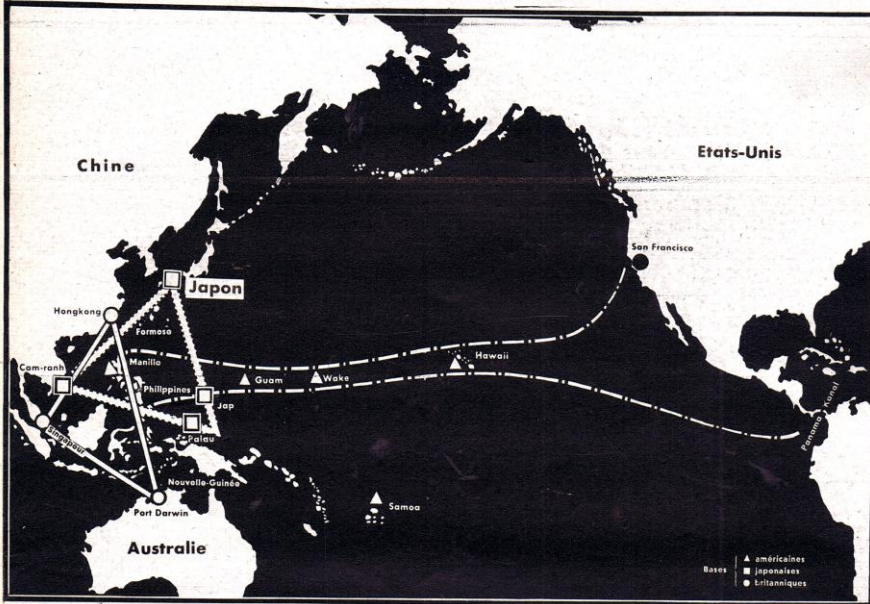 Chine
Etats-Unis
San Francisco
Japon
Hongkong
Formose
Hawaii
Manille
Cam-ranh
Guam
Wake
Philippines
Jap
Palau
Singapour
Panama-Kanal
Nouvelle-Guinée
Samoa
Port Darwin
Australie
Bases
américaines
japonaises
britanniques